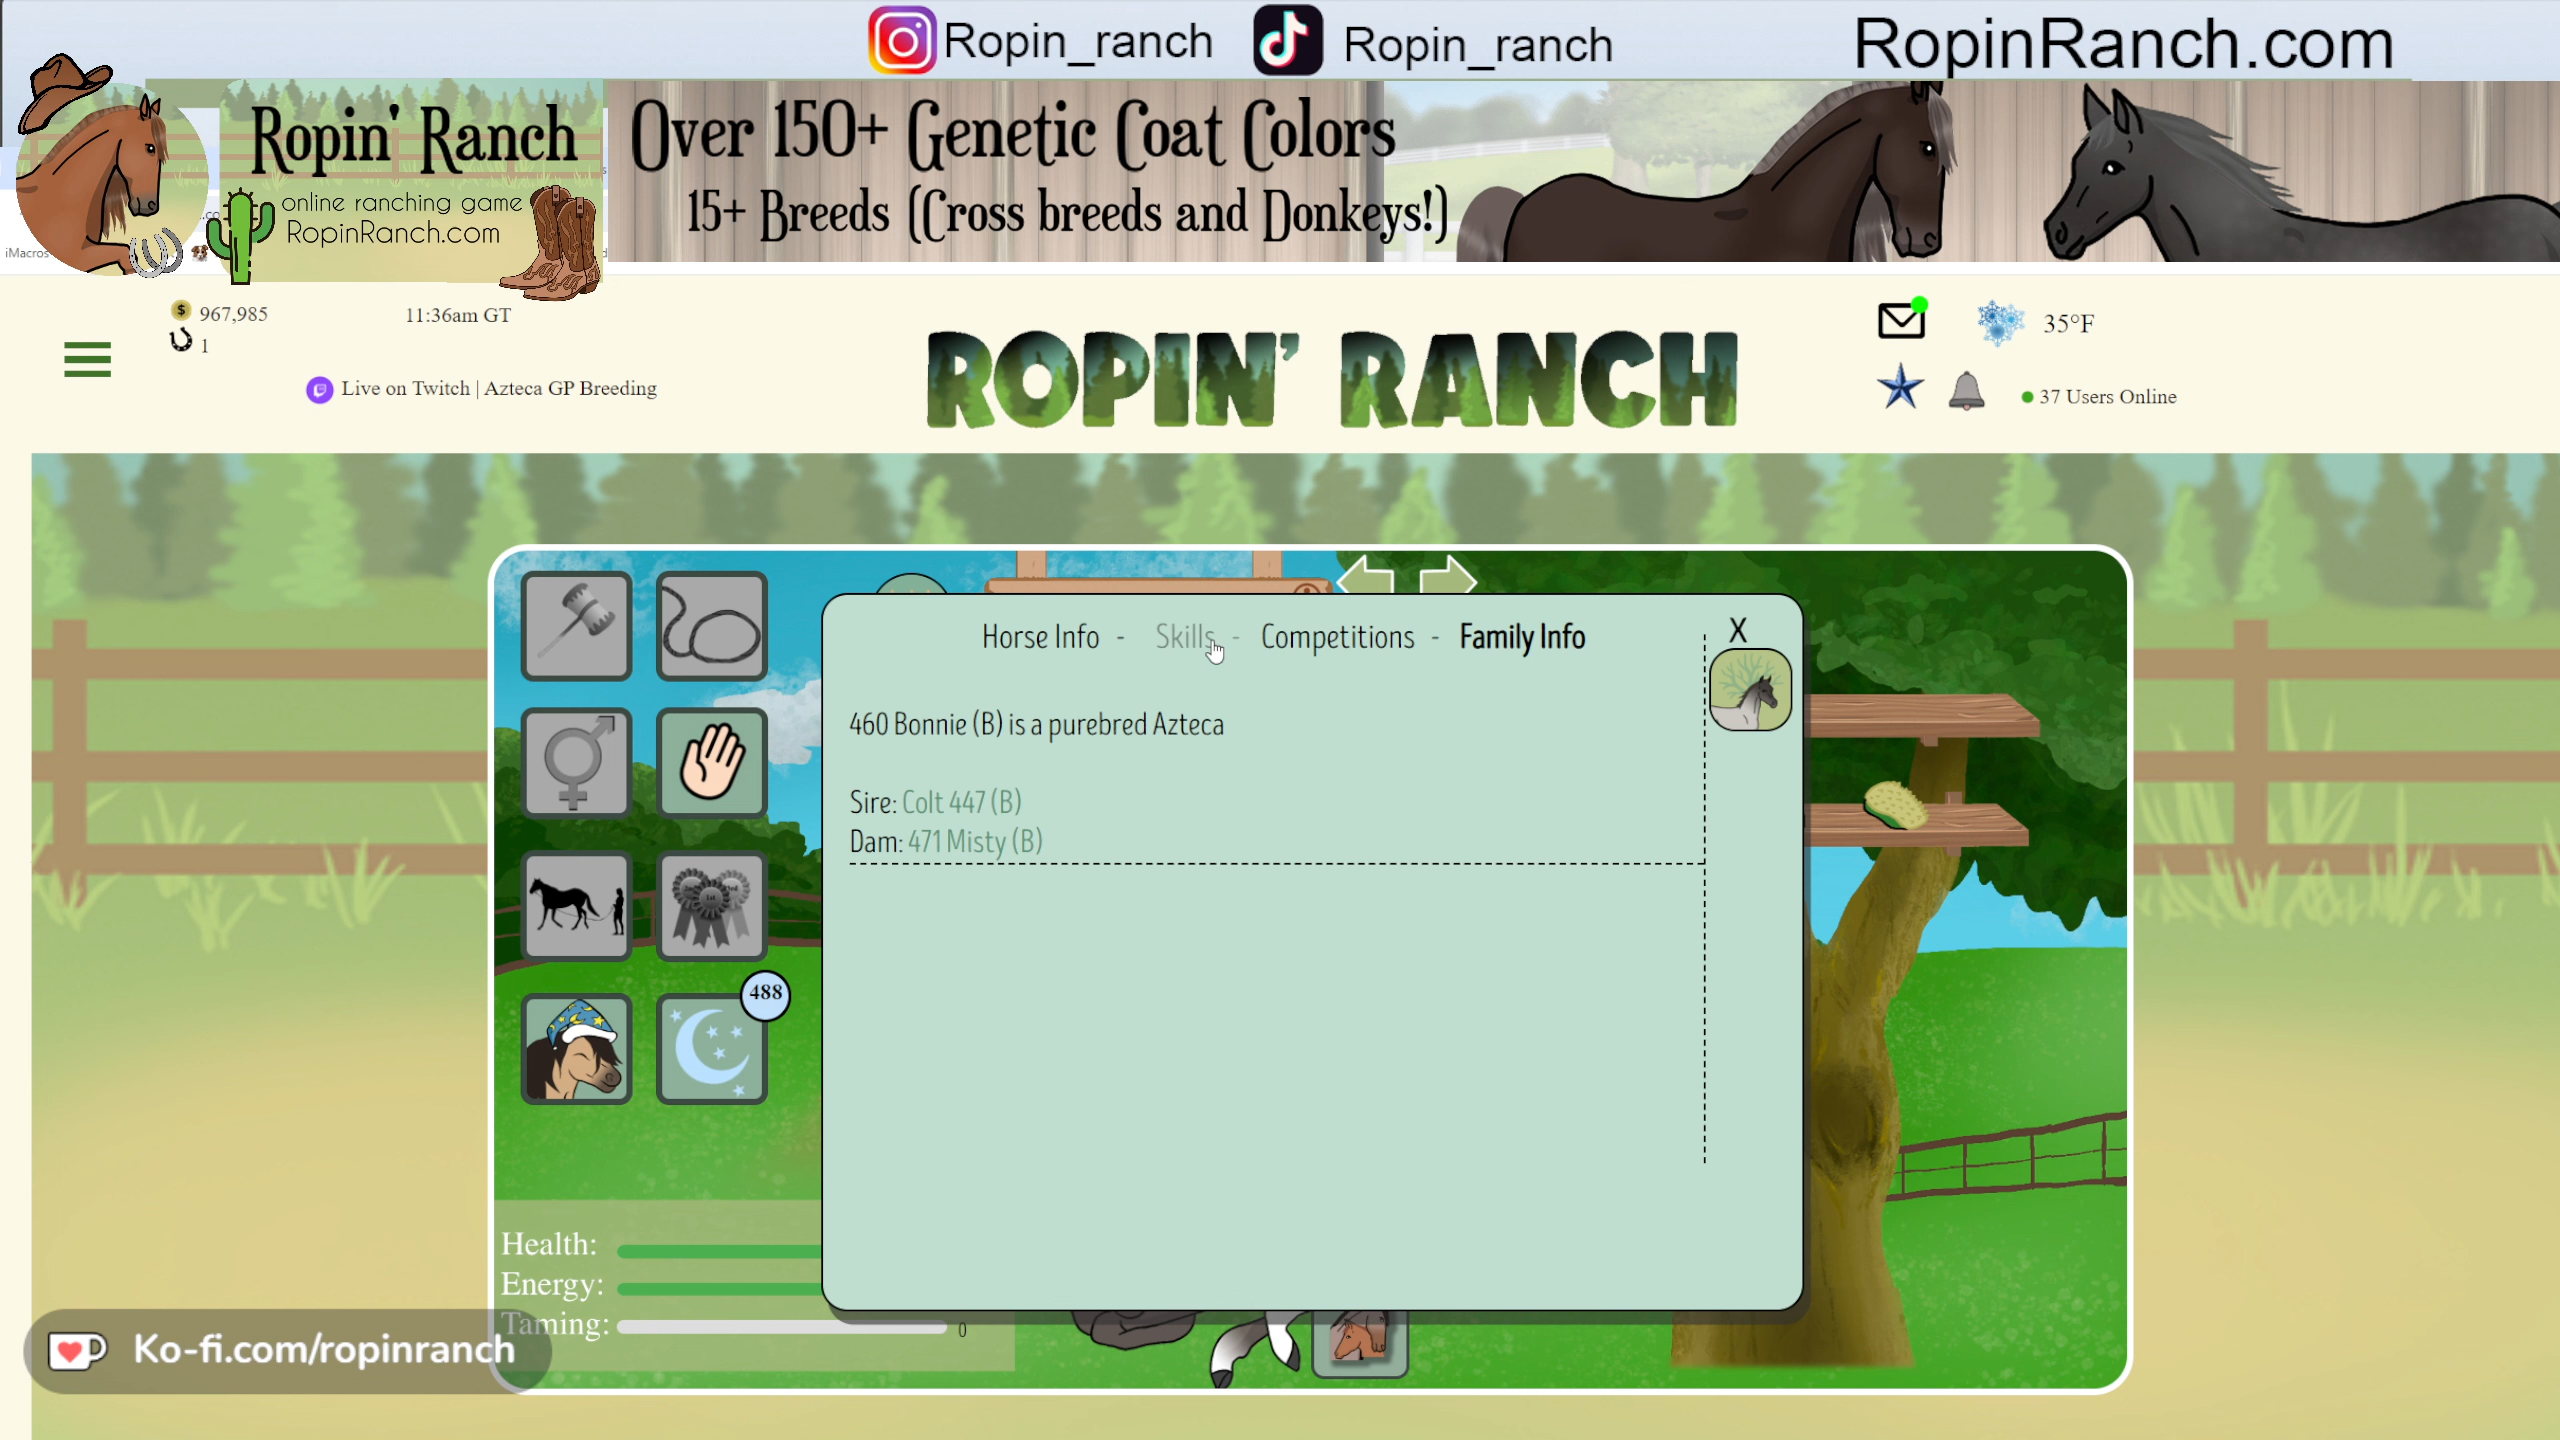 Ropin_ranch
Ropin_ranch
RopinRanch.com
Ropin' Ranch
online ranching game
RopinRanch.com
Over 150+ Genetic Coat Colors
15+ Breeds (Cross breeds and Donkeys!)
iMacros
967,985
1
11:36am GT
Live on Twitch | Azteca GP Breeding
ROPIN' RANCH
35°F
37 Users Online
Horse Info - Skills - Competitions - Family Info
X
460 Bonnie (B) is a purebred Azteca
Sire: Colt 447 (B)
Dam: 471 Misty (B)
1st
488
Health:
Energy:
Taming:
0
Ko-fi.com/ropinranch